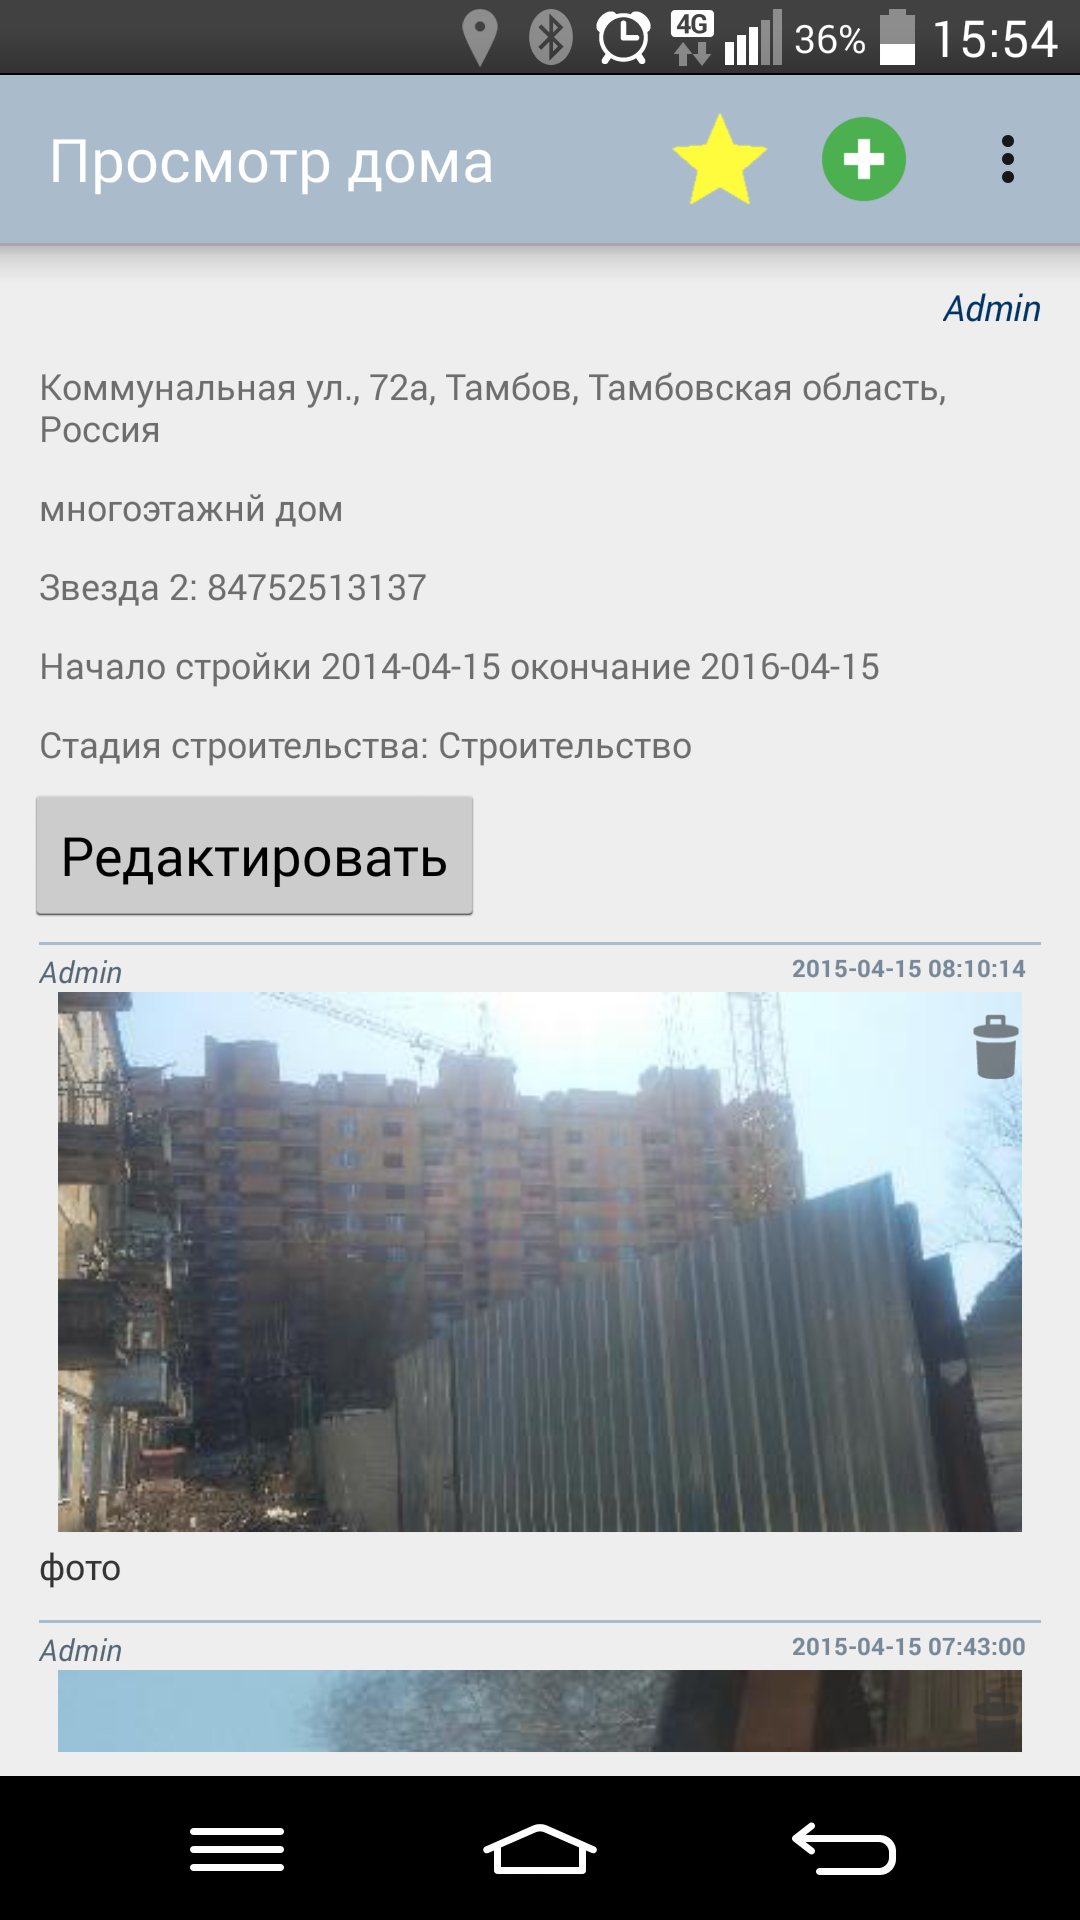 4G 36% 15:54
Просмотр дома
Admin
Коммунальная ул., 72а, Тамбов, Тамбовская область,
Россия
многоэтажнй дом
Звезда 2: 84752513137
Начало стройки 2014-04-15 окончание 2016-04-15
Стадия строительства: Строительство
Редактировать
Admin 2015-04-15 08:10:14
фото
Admin 2015-04-15 07:43:00